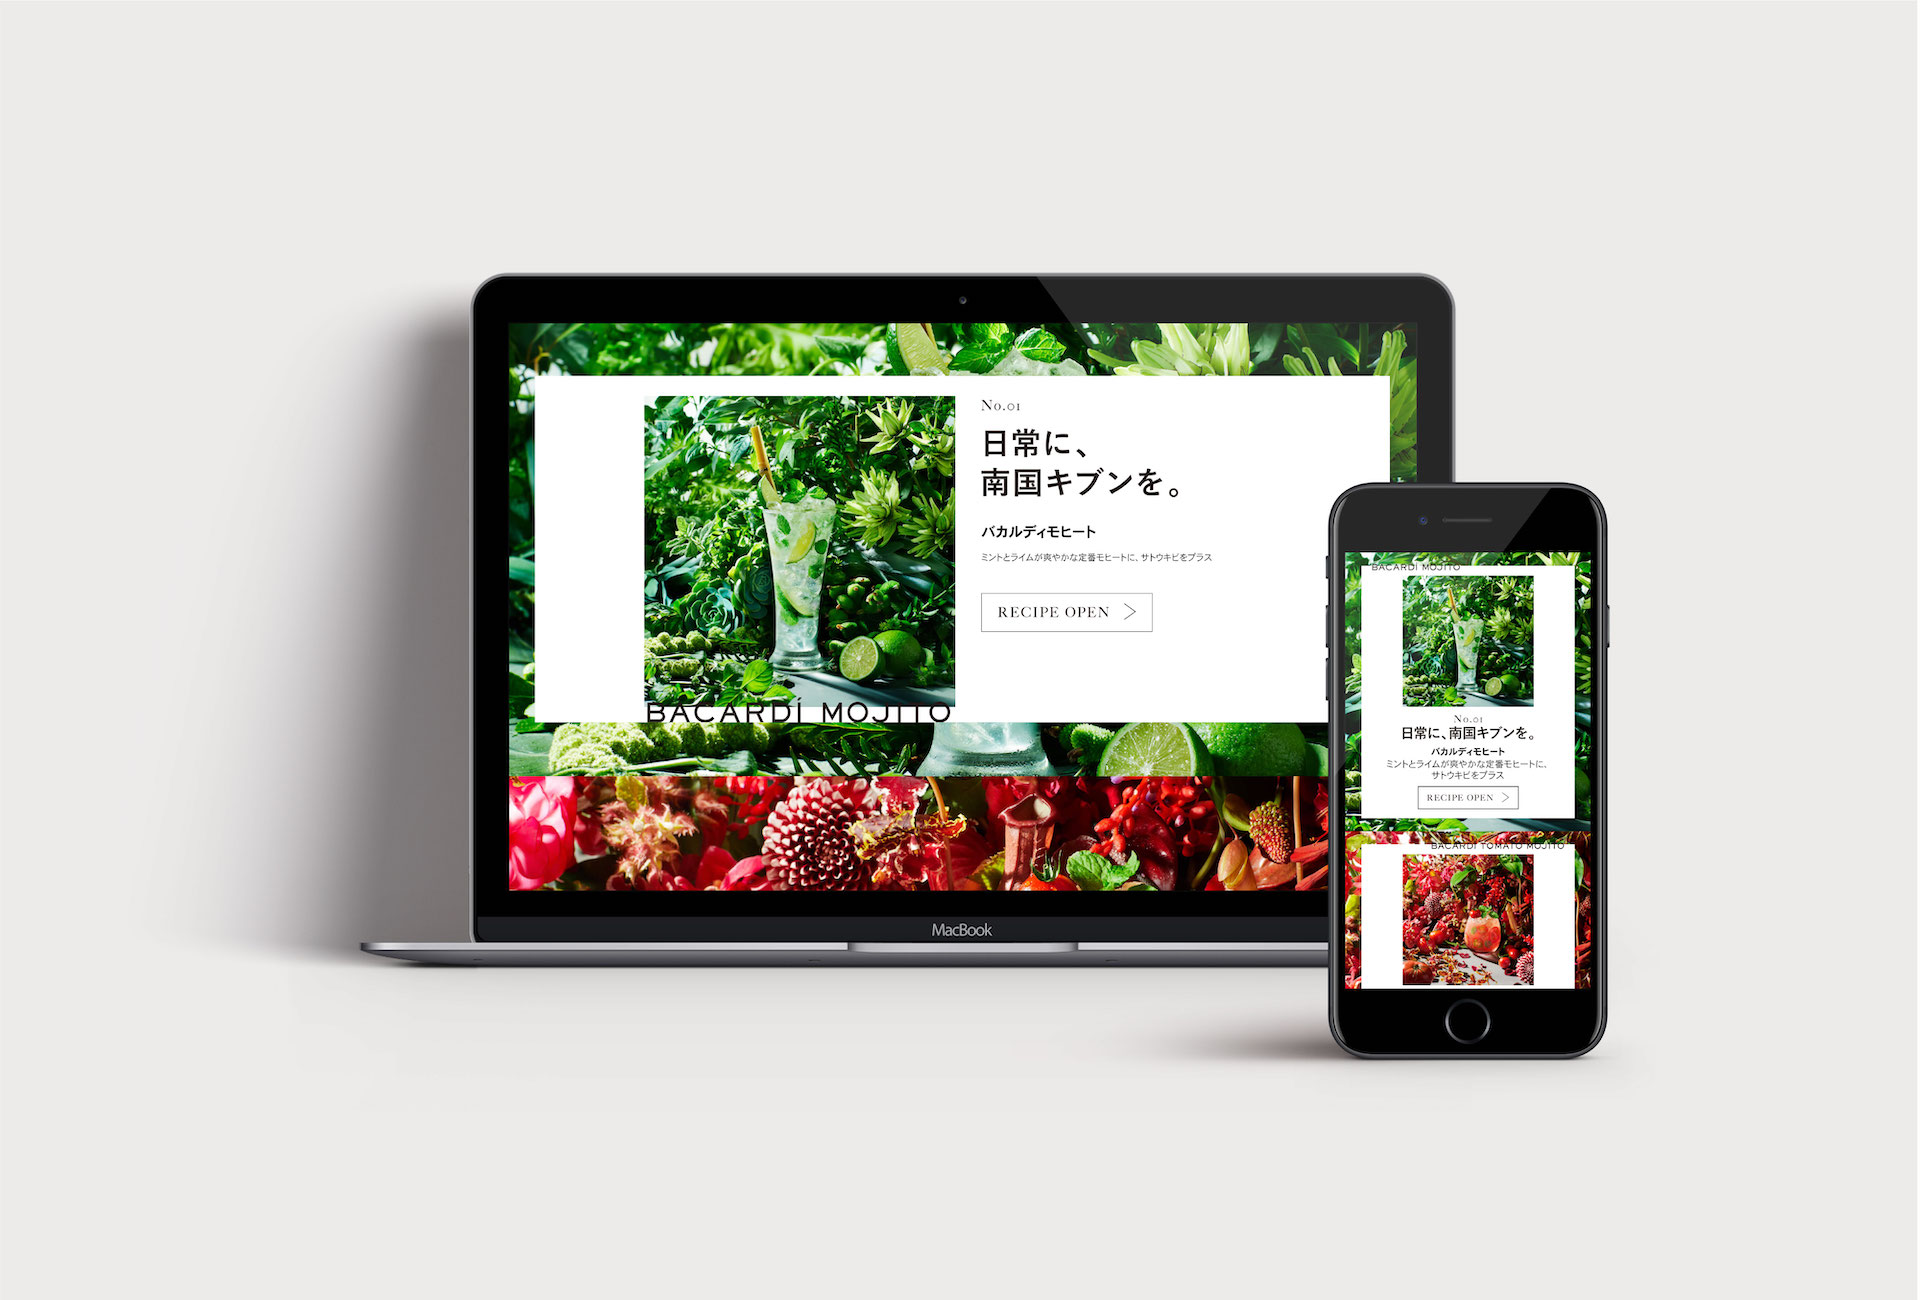 No.01
日常に、
南国キブンを。
バカルディモヒート
ミントとライムが爽やかな定番モヒートに、サトウキビをプラス
RECIPE OPEN
BACARDÍ MOJITO
MacBook
BACARDÍ MOJITO
No.01
日常に、南国キブンを。
バカルディモヒート
ミントとライムが爽やかな定番モヒートに、
サトウキビをプラス
RECIPE OPEN
BACARDÍ TOMATO MOJITO